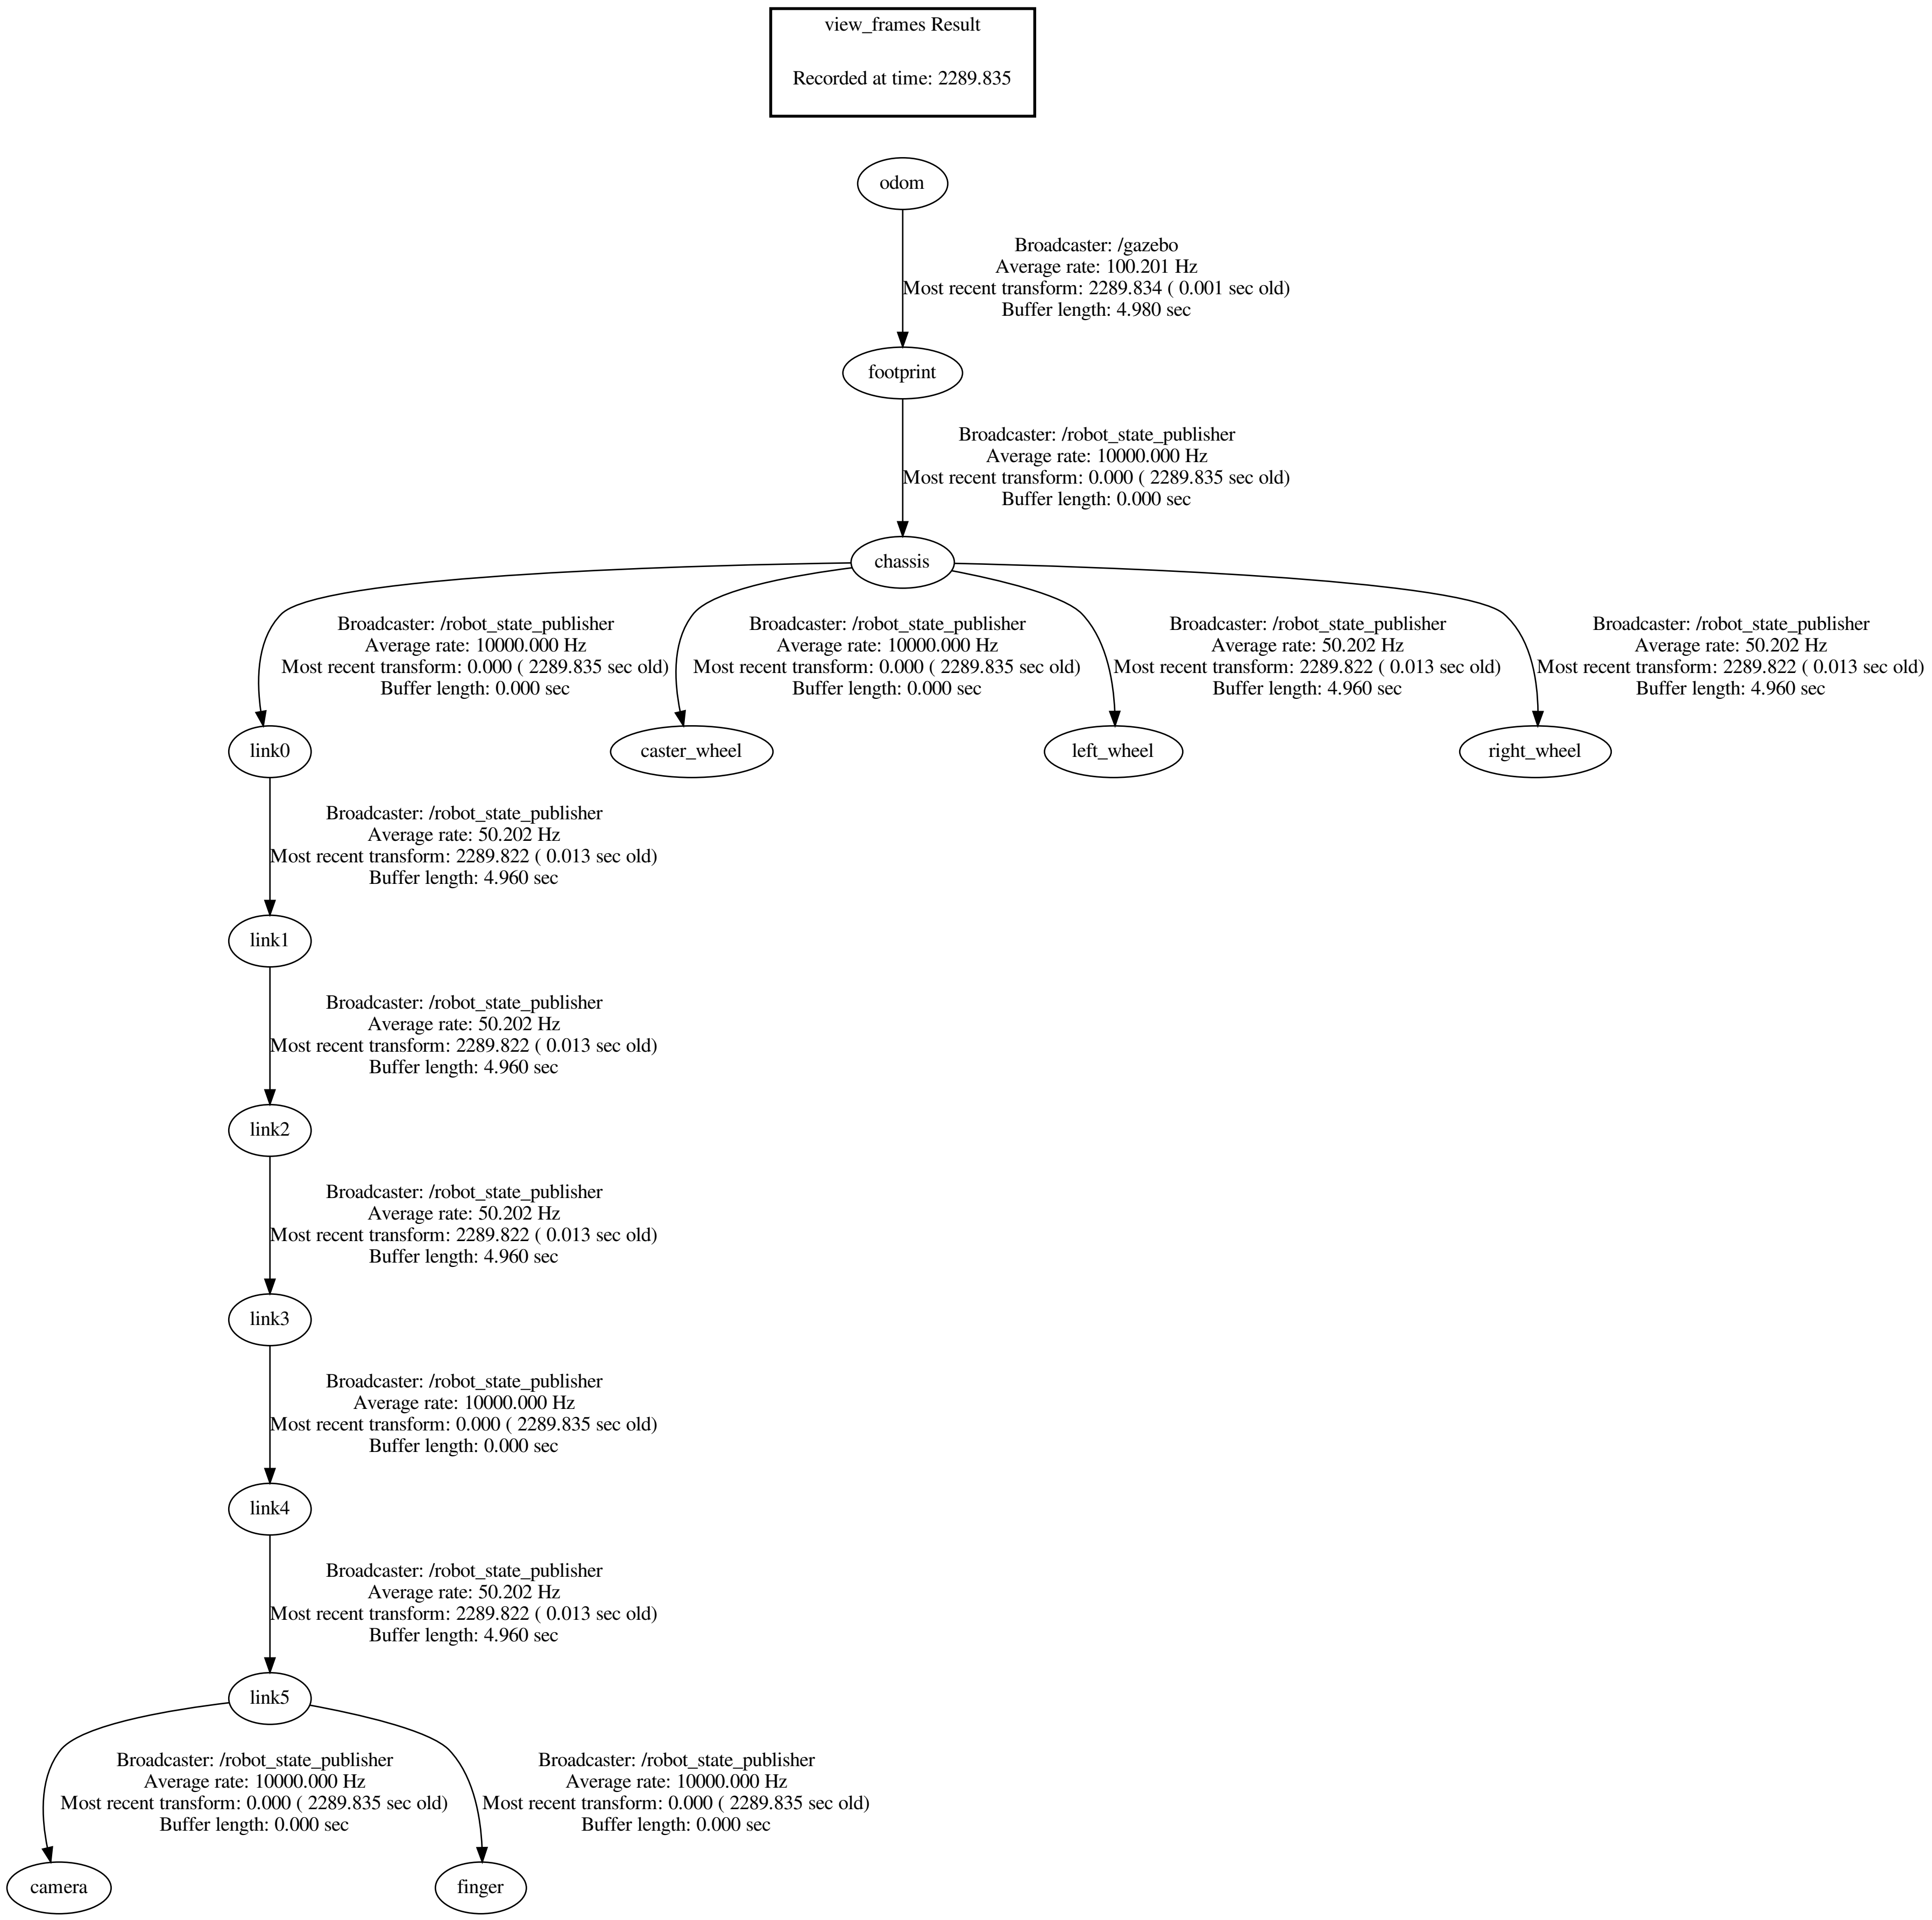 view_frames Result
Recorded at time: 2289.835
odom
Broadcaster: /gazebo
Average rate: 100.201 Hz
Most recent transform: 2289.834 ( 0.001 sec old)
Buffer length: 4.980 sec
footprint
Broadcaster: /robot_state_publisher
Average rate: 10000.000 Hz
Most recent transform: 0.000 ( 2289.835 sec old)
Buffer length: 0.000 sec
chassis
Broadcaster: /robot_state_publisher
Average rate: 10000.000 Hz
Most recent transform: 0.000 ( 2289.835 sec old)
Buffer length: 0.000 sec
Broadcaster: /robot_state_publisher
Average rate: 10000.000 Hz
Most recent transform: 0.000 ( 2289.835 sec old)
Buffer length: 0.000 sec
Broadcaster: /robot_state_publisher
Average rate: 50.202 Hz
Most recent transform: 2289.822 ( 0.013 sec old)
Buffer length: 4.960 sec
Broadcaster: /robot_state_publisher
Average rate: 50.202 Hz
Most recent transform: 2289.822 ( 0.013 sec old)
Buffer length: 4.960 sec
link0
caster_wheel
left_wheel
right_wheel
Broadcaster: /robot_state_publisher
Average rate: 50.202 Hz
Most recent transform: 2289.822 ( 0.013 sec old)
Buffer length: 4.960 sec
link1
Broadcaster: /robot_state_publisher
Average rate: 50.202 Hz
Most recent transform: 2289.822 ( 0.013 sec old)
Buffer length: 4.960 sec
link2
Broadcaster: /robot_state_publisher
Average rate: 50.202 Hz
Most recent transform: 2289.822 ( 0.013 sec old)
Buffer length: 4.960 sec
link3
Broadcaster: /robot_state_publisher
Average rate: 10000.000 Hz
Most recent transform: 0.000 ( 2289.835 sec old)
Buffer length: 0.000 sec
link4
Broadcaster: /robot_state_publisher
Average rate: 50.202 Hz
Most recent transform: 2289.822 ( 0.013 sec old)
Buffer length: 4.960 sec
link5
Broadcaster: /robot_state_publisher
Average rate: 10000.000 Hz
Most recent transform: 0.000 ( 2289.835 sec old)
Buffer length: 0.000 sec
Broadcaster: /robot_state_publisher
Average rate: 10000.000 Hz
Most recent transform: 0.000 ( 2289.835 sec old)
Buffer length: 0.000 sec
camera
finger